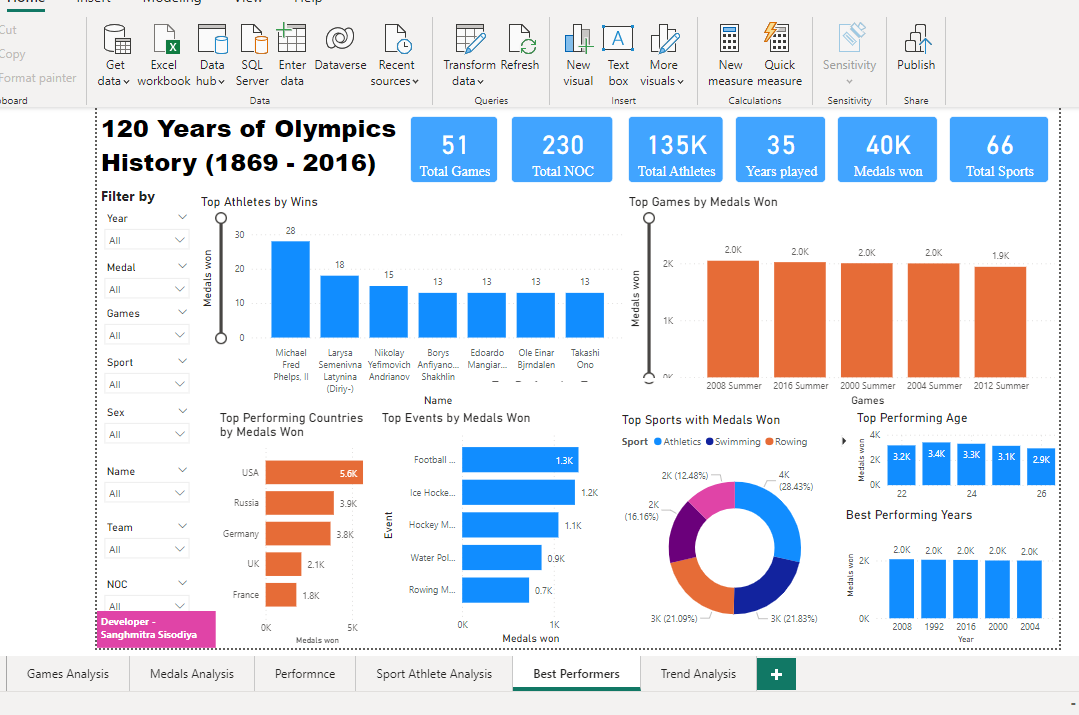 Home Insert Modeling View Help
Cut
Copy
Format painter
Get data
Excel workbook
Data hub
SQL Server
Enter data
Dataverse
Recent sources
Transform data
Refresh
New visual
Text box
More visuals
New measure
Quick measure
Sensitivity
Publish
board
Data
Queries
Insert
Calculations
Sensitivity
Share
120 Years of Olympics
History (1869 - 2016)
51
Total Games
230
Total NOC
135K
Total Athletes
35
Years played
40K
Medals won
66
Total Sports
Filter by
Year
All
Medal
All
Games
All
Sport
All
Sex
All
Name
All
Team
All
NOC
All
Developer -
Sanghmitra Sisodiya
Top Athletes by Wins
Medals won
30
20
10
0
28
18
15
13
13
13
13
Michael
Fred
Phelps, II
Larysa
Semenivna
Latynina
(Diriy-)
Nikolay
Yefimovich
Andrianov
Borys
Anfiyano...
Shakhlin
Edoardo
Mangiar...
Ole Einar
Bjrndalen
Takashi
Ono
Name
Top Games by Medals Won
Medals won
2K
1K
0K
2.0K
2.0K
2.0K
2.0K
1.9K
2008 Summer
2016 Summer
2000 Summer
2004 Summer
2012 Summer
Games
Top Performing Countries
by Medals Won
USA
5.6K
Russia
3.9K
Germany
3.8K
UK
2.1K
France
1.8K
0K
5K
Medals won
Top Events by Medals Won
Event
Football ...
1.3K
Ice Hocke...
1.2K
Hockey M...
1.1K
Water Pol...
0.9K
Rowing M...
0.7K
0K
1K
Medals won
Top Sports with Medals Won
Sport Athletics Swimming Rowing
2K (12.48%)
4K
(28.43%)
2K
(16.16%)
3K (21.09%)
3K (21.83%)
Top Performing Age
Medals won
4K
2K
0K
3.2K
3.4K
3.3K
3.1K
2.9K
22
24
26
Best Performing Years
Medals won
2K
0K
2.0K
2.0K
2.0K
2.0K
2.0K
2008
1992
2016
2000
2004
Year
Games Analysis
Medals Analysis
Performnce
Sport Athlete Analysis
Best Performers
Trend Analysis
+